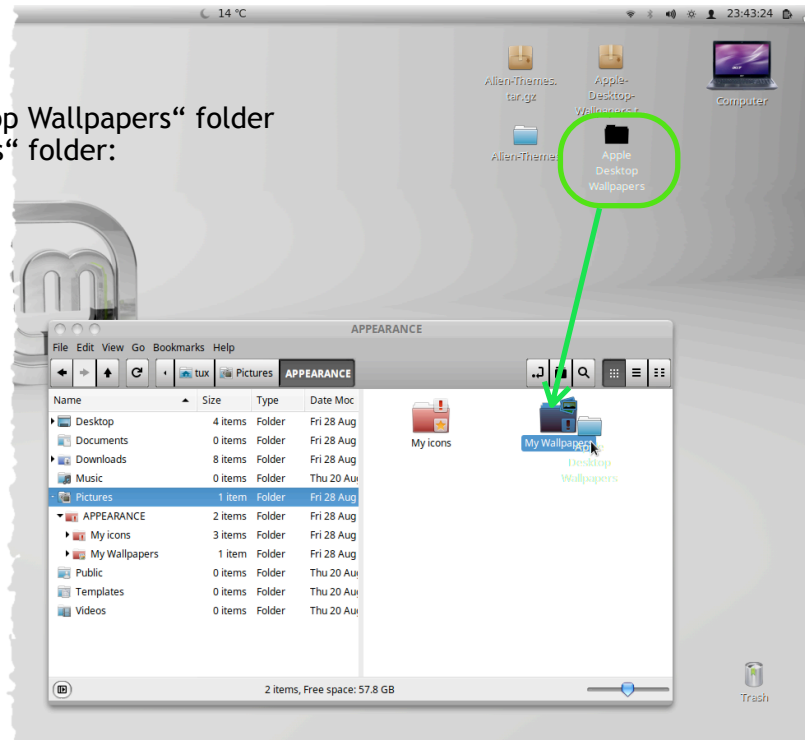 14 °C
23:43:24
Alien-Themes.
tar.gz
Apple-
Desktop-
Wallpapers.t
Computer
op Wallpapers“ folder
s“ folder:
Alien-Themes
Apple
Desktop
Wallpapers
APPEARANCE
File Edit View Go Bookmarks Help
tux Pictures APPEARANCE
Name Size Type Date Moc
Desktop 4 items Folder Fri 28 Aug
Documents 0 items Folder Fri 28 Aug
Downloads 8 items Folder Fri 28 Aug
Music 0 items Folder Thu 20 Aug
Pictures 1 item Folder Fri 28 Aug
APPEARANCE 2 items Folder Fri 28 Aug
My icons 3 items Folder Fri 28 Aug
My Wallpapers 1 item Folder Fri 28 Aug
Public 0 items Folder Thu 20 Aug
Templates 0 items Folder Thu 20 Aug
Videos 0 items Folder Thu 20 Aug
My icons
My Wallpapers
Desktop
Wallpapers
2 items, Free space: 57.8 GB
Trash